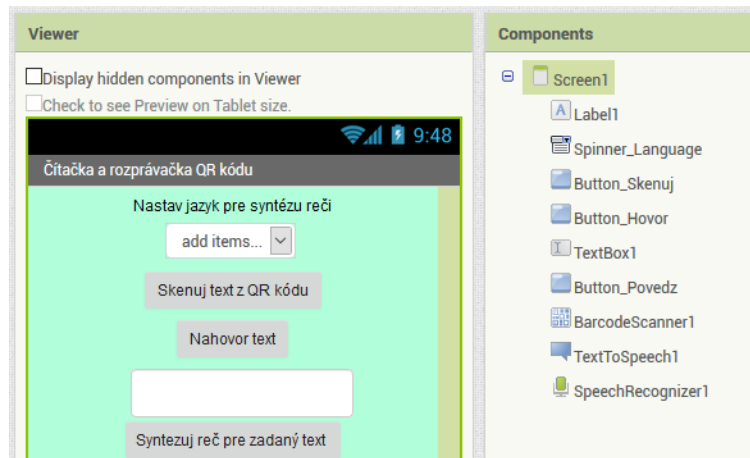 Viewer
Display hidden components in Viewer
Check to see Preview on Tablet size.
9:48
Čítačka a rozprávačka QR kódu
Nastav jazyk pre syntézu reči
add items...
Skenuj text z QR kódu
Nahovor text
Syntezuj reč pre zadaný text
Components
Screen1
Label1
Spinner_Language
Button_Skenuj
Button_Hovor
TextBox1
Button_Povedz
BarcodeScanner1
TextToSpeech1
SpeechRecognizer1